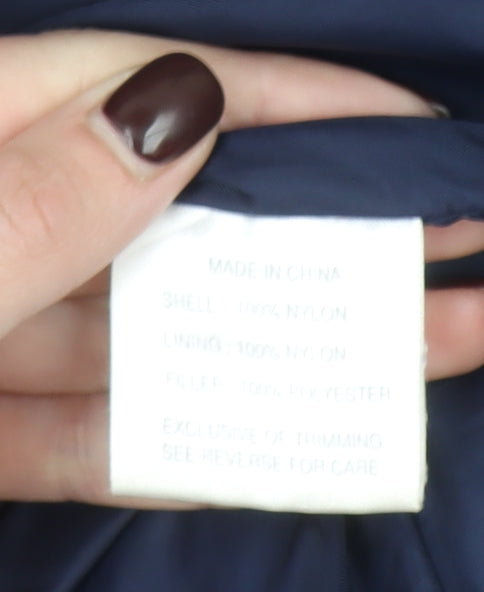 MADE IN CHINA
SHELL : 100% NYLON
LINING : 100% NYLON
FILLER : 100% POLYESTER
EXCLUSIVE OF TRIMMING
SEE REVERSE FOR CARE